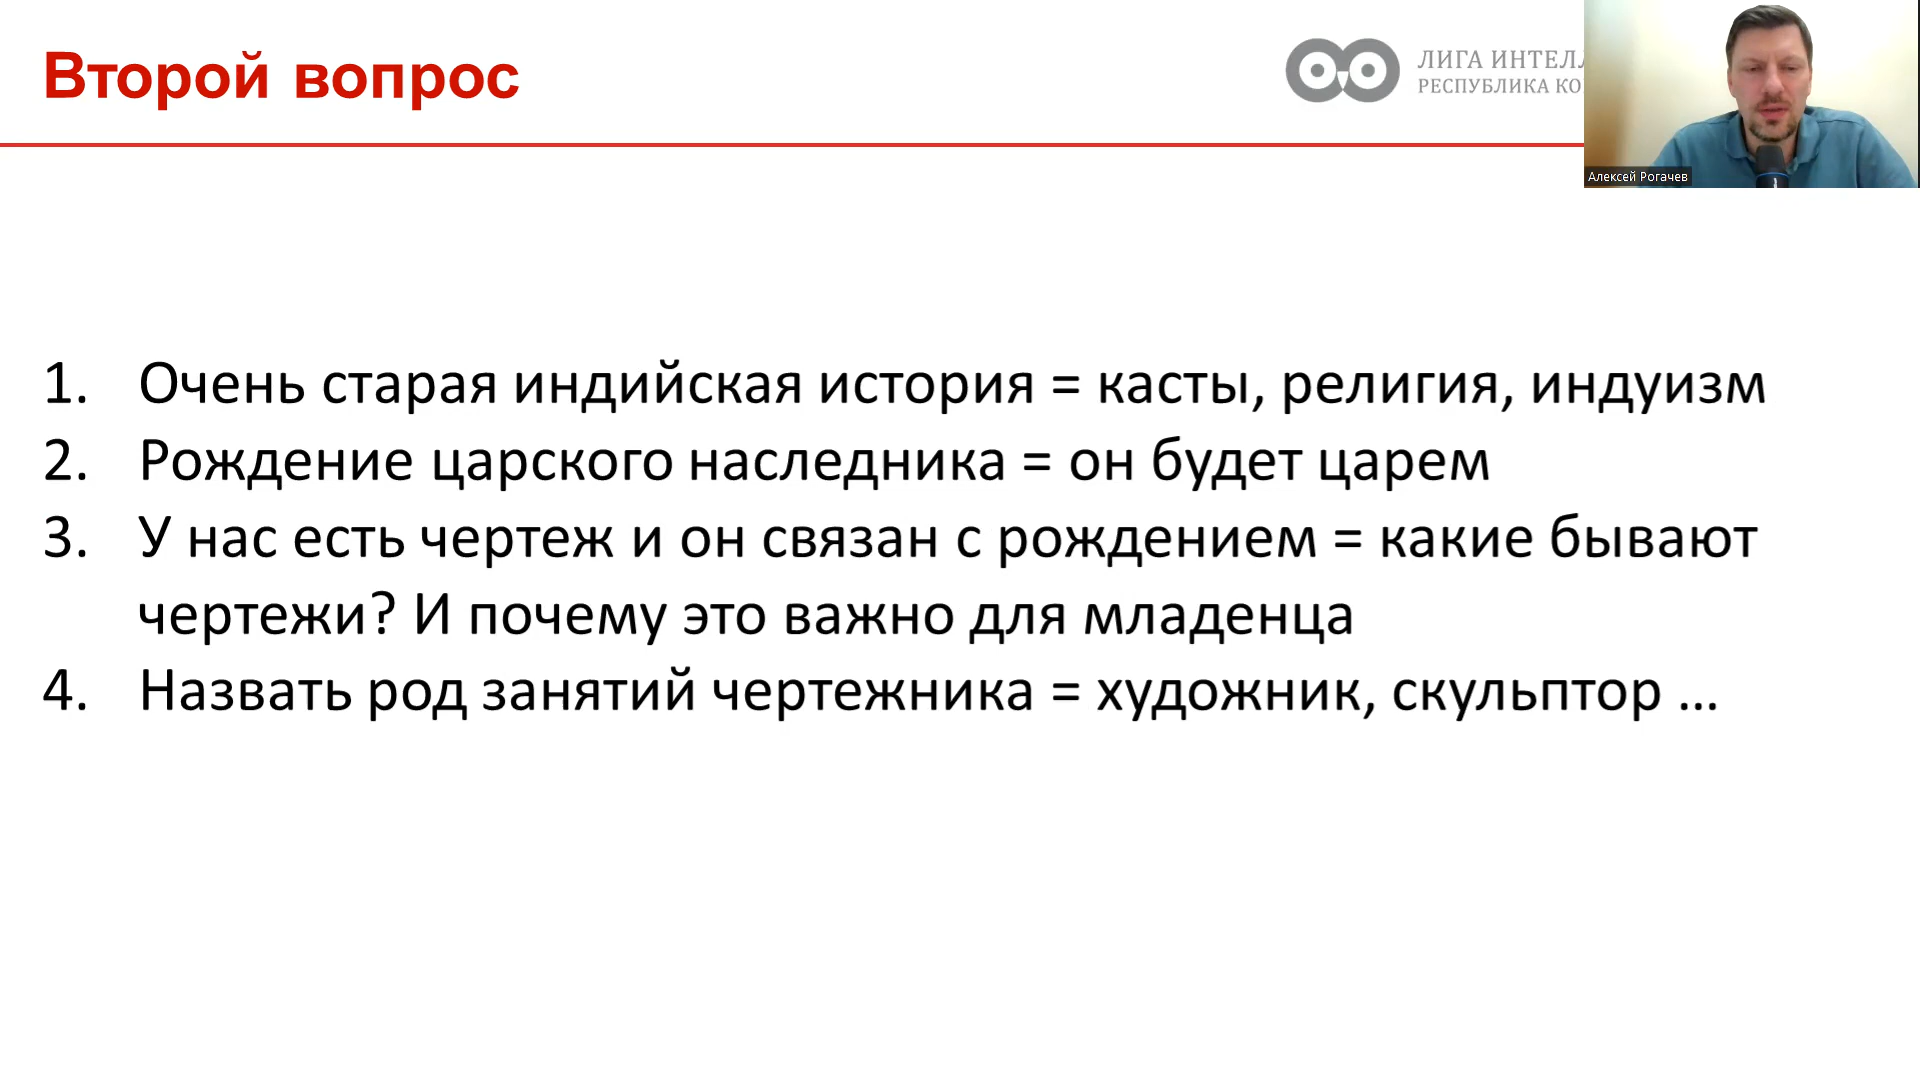 Второй вопрос
ЛИГА
РЕСПУБЛИКА
Алексей Рогачев
1. Очень старая индийская история = касты, религия, индуизм
2. Рождение царского наследника = он будет царем
3. У нас есть чертеж и он связан с рождением = какие бывают
чертежи? И почему это важно для младенца
4. Назвать род занятий чертежника = художник, скульптор ...